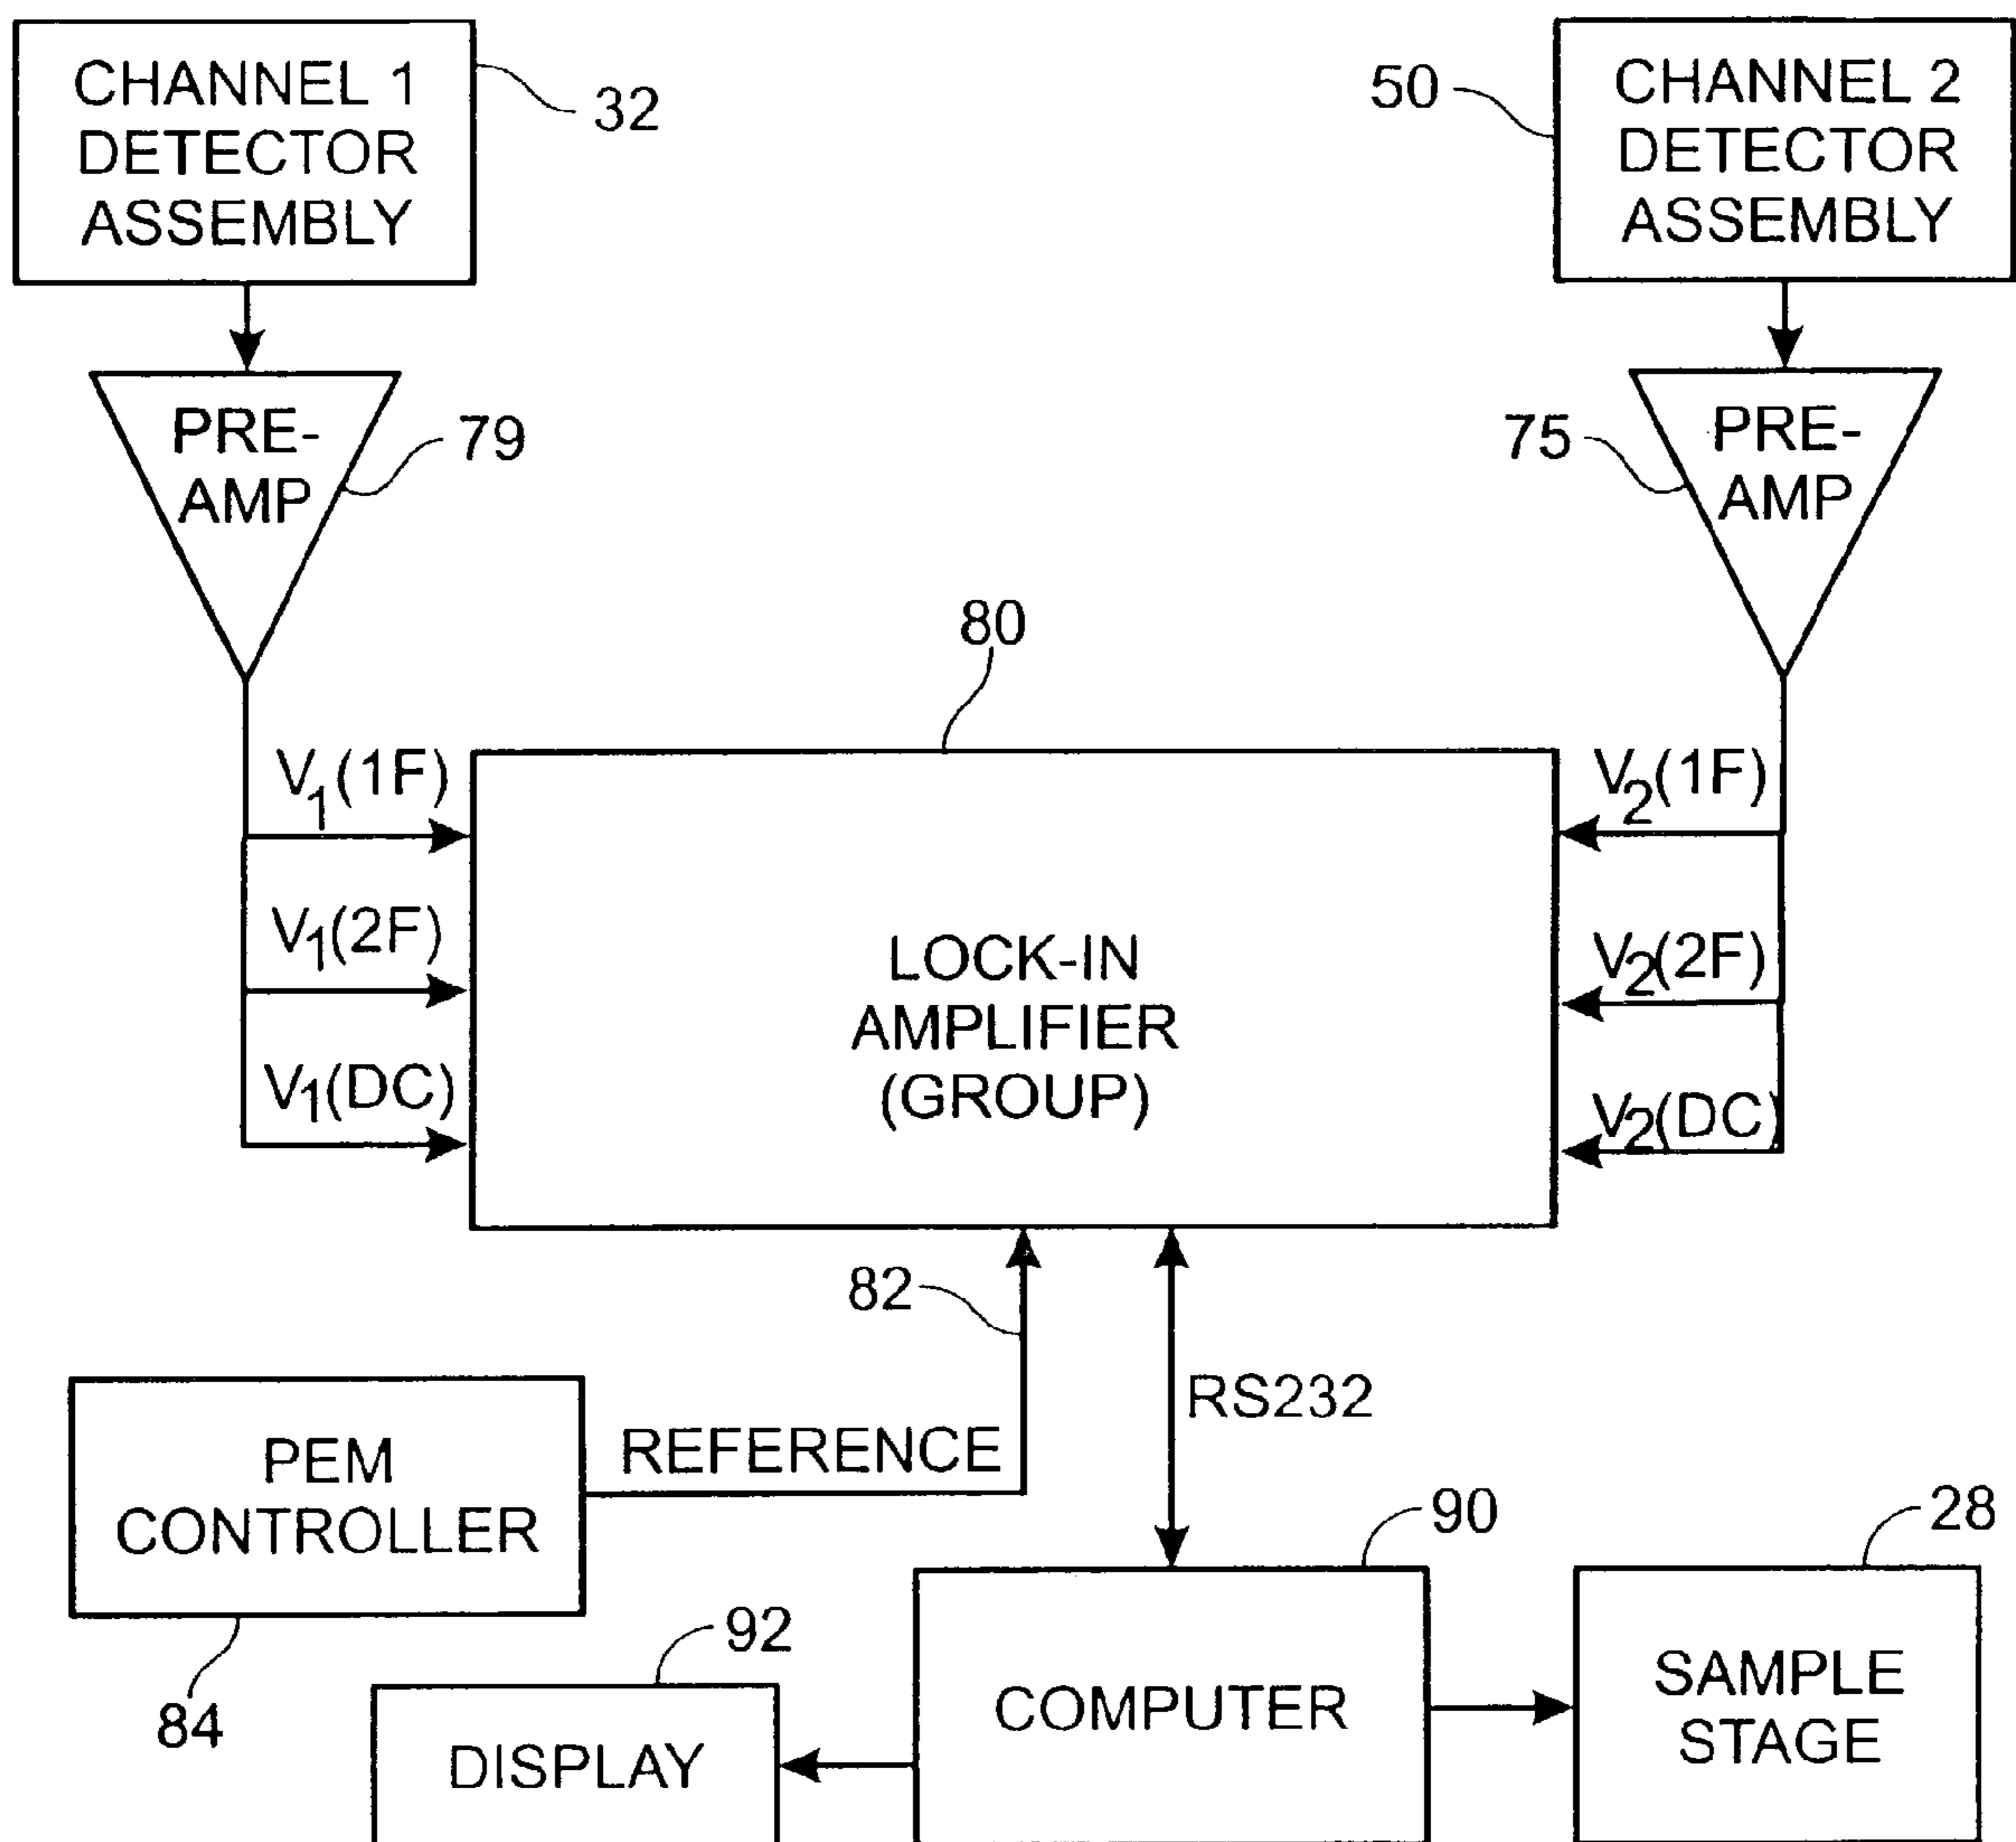 CHANNEL 1
DETECTOR
ASSEMBLY
32
50
CHANNEL 2
DETECTOR
ASSEMBLY
PRE-
AMP
79
75
PRE-
AMP
80
V1(1F)
V1(2F)
V1(DC)
LOCK-IN
AMPLIFIER
(GROUP)
V2(1F)
V2(2F)
V2(DC)
82
RS232
REFERENCE
PEM
CONTROLLER
84
90
28
92
COMPUTER
SAMPLE
STAGE
DISPLAY